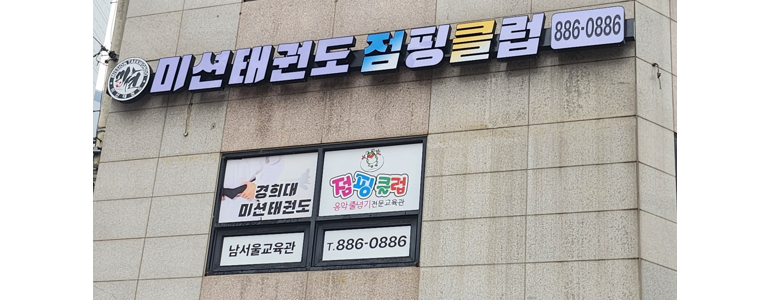 미션태권도 점핑클럽 886-0886
경희대
미션태권도
점핑클럽
음악줄넘기전문교육관
남서울교육관
T.886-0886